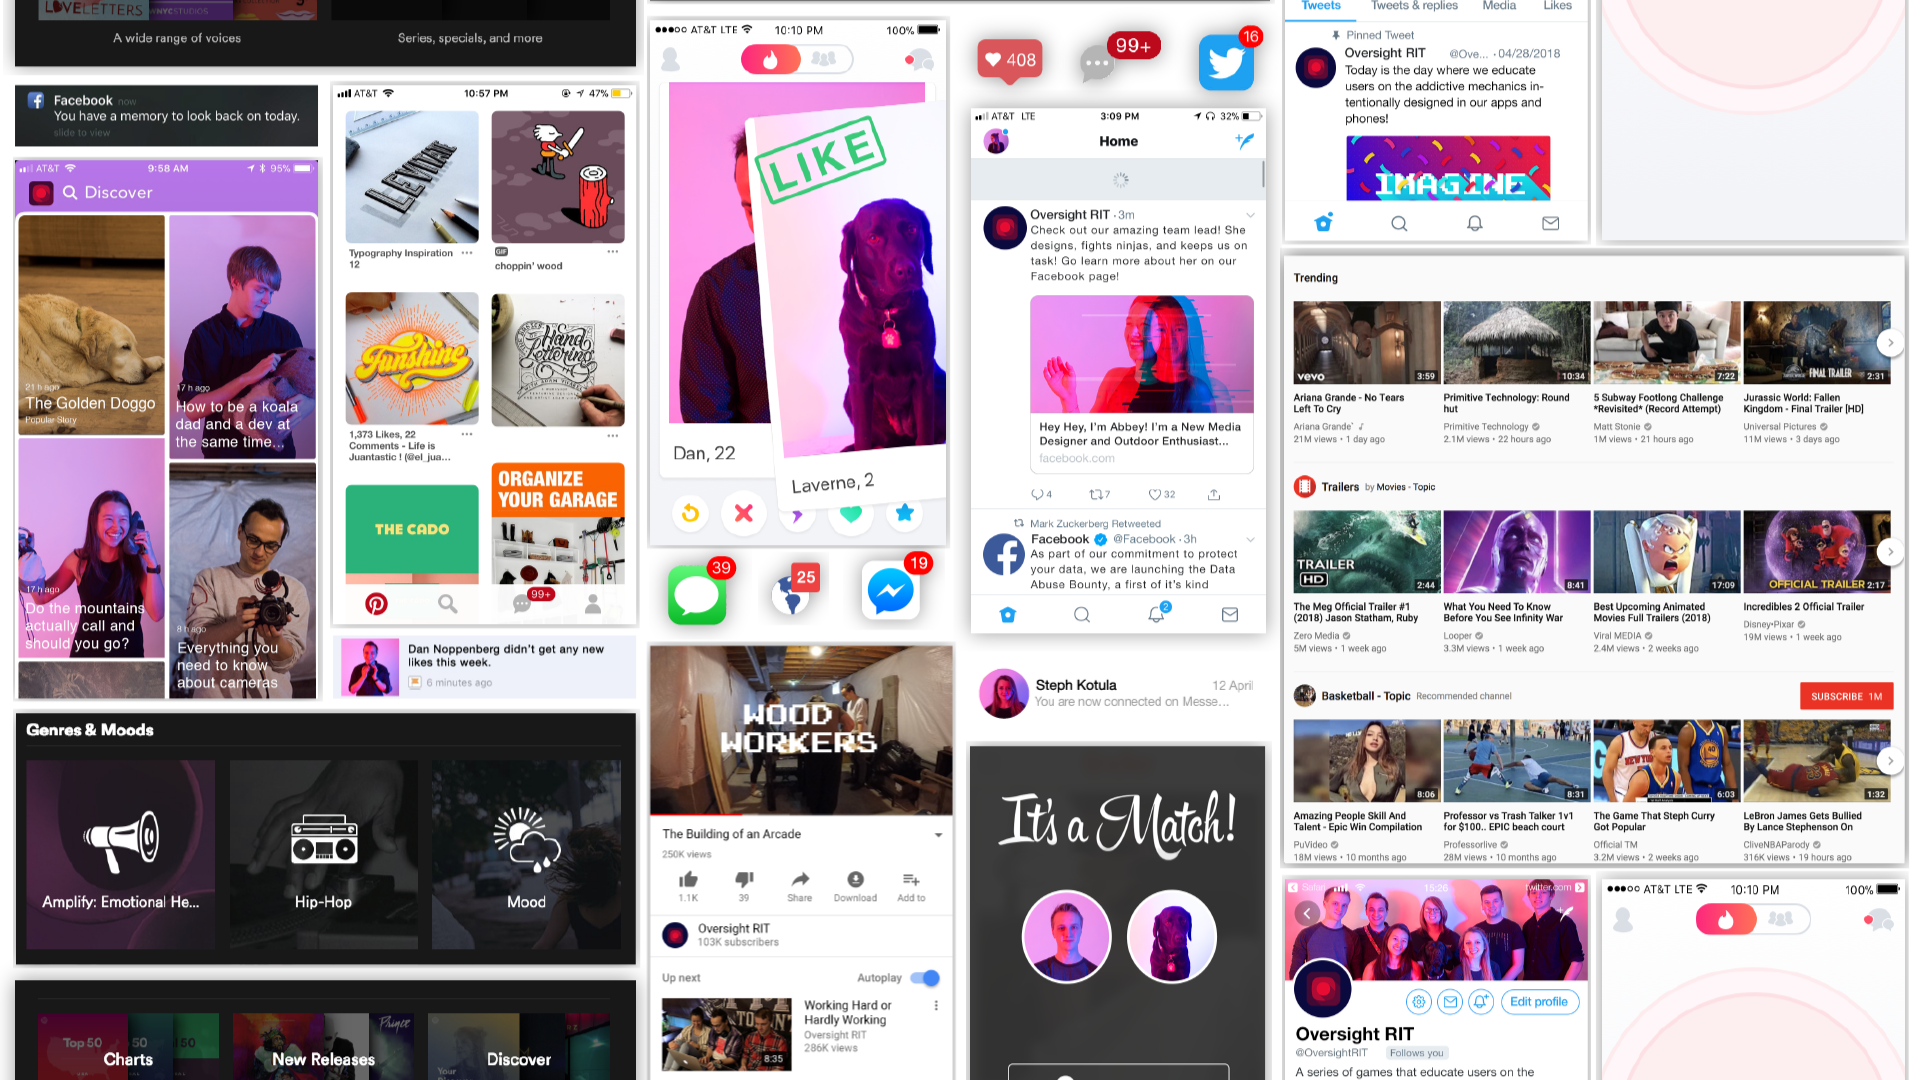 LOVELETTERS
#NYCSTUDIOS
A wide range of voices
Series, specials, and more
Facebook now
You have a memory to look back on today.
slide to view
AT&T
9:58 AM
95%
Discover
21 h ago
The Golden Doggo
Popular Story
17 h ago
How to be a koala
dad and a dev at
the same time...
17 h ago
Do the mountains
actually call and
should you go?
8 h ago
Everything you
need to know
about cameras
AT&T
10:57 PM
47%
Typography Inspiration
12
GIF
choppin' wood
Funshine
Hand
Lettering
1,373 Likes, 22
Comments - Life is
Juantastic ! (@el_jua...
THE CADO
ORGANIZE
YOUR GARAGE
99+
Dan Noppenberg didn't get any new
likes this week.
6 minutes ago
Genres & Moods
Amplify: Emotional He...
Hip-Hop
Mood
Top 50
50
50
Charts
New Releases
Prince
Discover
Your
AT&T LTE
10:10 PM
100%
LIKE
Dan, 22
Laverne, 2
39
25
19
WOOD
WORKERS
The Building of an Arcade
250K views
1.1K
39
Share
Download
Add to
Oversight RIT
103K subscribers
Up next
Autoplay
8:35
Working Hard or
Hardly Working
Oversight RIT
286K views
408
99+
16
AT&T LTE
3:09 PM
32%
Home
Oversight RIT · 3m
Check out our amazing team lead! She
designs, fights ninjas, and keeps us on
task! Go learn more about her on our
Facebook page!
Hey Hey, I'm Abbey! I'm a New Media
Designer and Outdoor Enthusiast...
facebook.com
4
7
32
Mark Zuckerberg Retweeted
Facebook @Facebook · 3h
As part of our commitment to protect
your data, we are launching the Data
Abuse Bounty, a first of it's kind
2
Steph Kotula
12 April
You are now connected on Messe...
It's a Match!
Tweets
Tweets & replies
Media
Likes
Pinned Tweet
Oversight RIT @Ove... · 04/28/2018
Today is the day where we educate
users on the addictive mechanics in-
tentionally designed in our apps and
phones!
IMAGINE
Trending
vevo
3:59
10:34
7:22
FINAL TRAILER
2:31
Ariana Grande - No Tears
Left To Cry
Ariana Grande
21M views • 1 day ago
Primitive Technology: Round
hut
Primitive Technology
2.1M views • 22 hours ago
5 Subway Footlong Challenge
*Revisited* (Record Attempt)
Matt Stonie
1M views • 21 hours ago
Jurassic World: Fallen
Kingdom - Final Trailer [HD]
Universal Pictures
11M views • 3 days ago
Trailers by Movies - Topic
TRAILER
HD
2:44
8:41
17:09
OFFICIAL TRAILER
2:17
The Meg Official Trailer #1
(2018) Jason Statham, Ruby
Zero Media
5M views • 1 week ago
What You Need To Know
Before You See Infinity War
Looper
3.3M views • 1 week ago
Best Upcoming Animated
Movies Full Trailers (2018)
Viral MEDIA
2.4M views • 2 weeks ago
Incredibles 2 Official Trailer
Disney•Pixar
19M views • 1 week ago
Basketball - Topic Recommended channel
SUBSCRIBE 1M
8:06
8:31
NEW YORK
40
6:03
1:32
Amazing People Skill And
Talent - Epic Win Compilation
PuVideo
18M views • 10 months ago
Professor vs Trash Talker 1v1
for $100.. EPIC beach court
Professorlive
28M views • 10 months ago
The Game That Steph Curry
Got Popular
Official TM
3.2M views • 2 weeks ago
LeBron James Gets Bullied
By Lance Stephenson On
CliveNBAParody
316K views • 19 hours ago
Safari
15:26
twitter.com
Edit profile
Oversight RIT
@OversightRIT
Follows you
A series of games that educate users on the
AT&T LTE
10:10 PM
100%